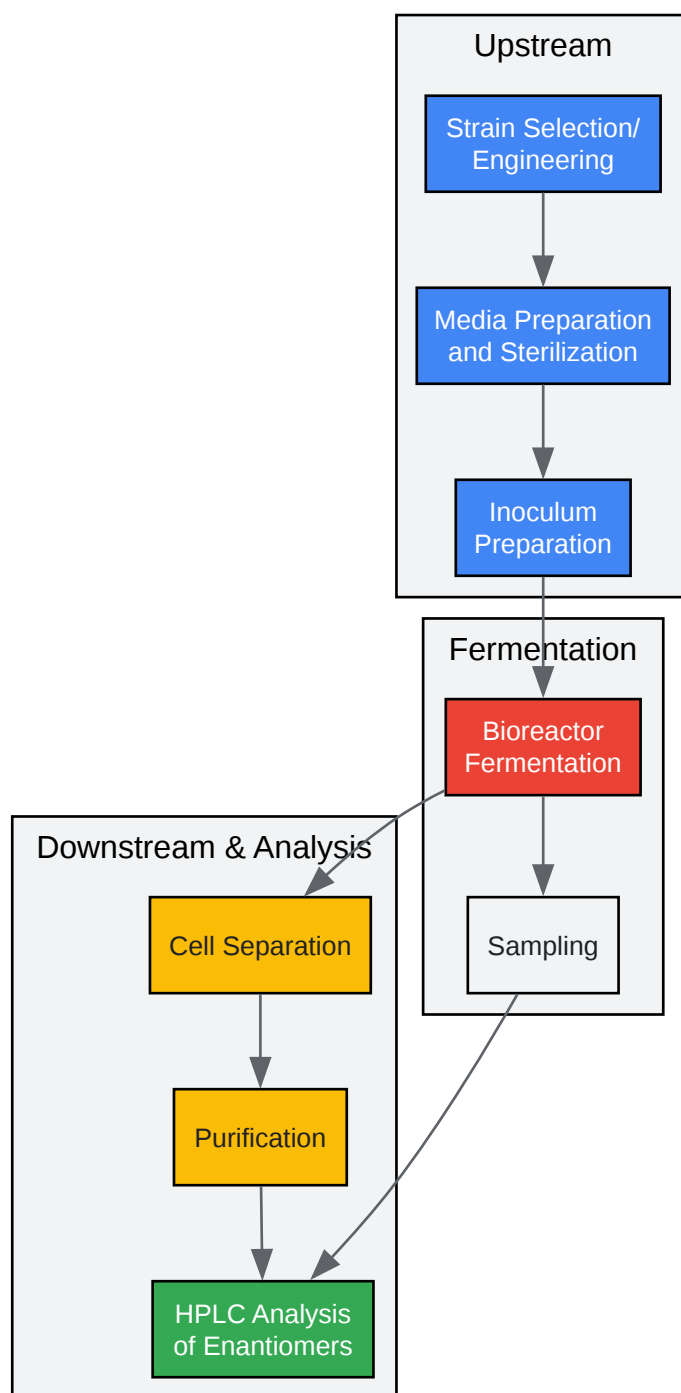 Upstream
Strain Selection/
Engineering
Media Preparation
and Sterilization
Inoculum
Preparation
Fermentation
Bioreactor
Fermentation
Downstream & Analysis
Cell Separation
Sampling
Purification
HPLC Analysis
of Enantiomers